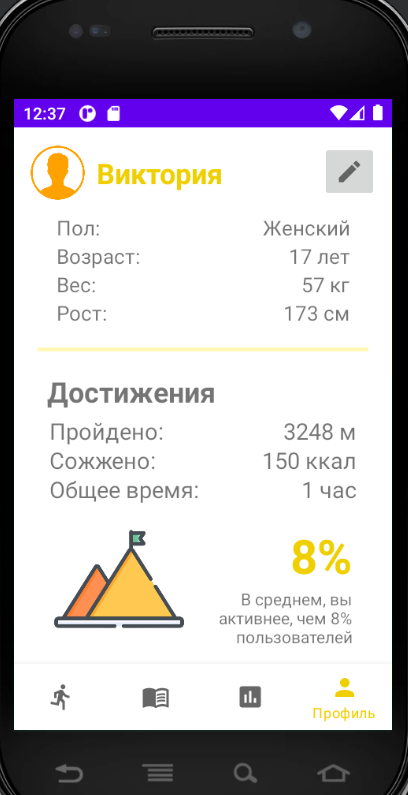 12:37
Виктория
Пол: Женский
Возраст: 17 лет
Вес: 57 кг
Рост: 173 см
Достижения
Пройдено: 3248 м
Сожжено: 150 ккал
Общее время: 1 час
8%
В среднем, вы
активнее, чем 8%
пользователей
Профиль